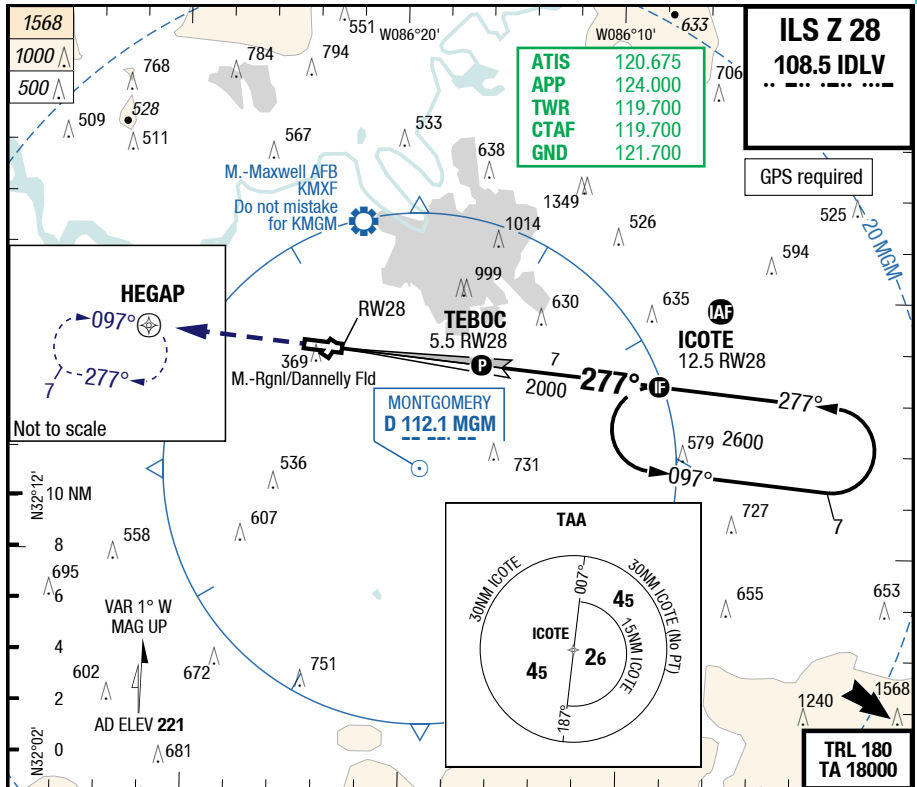 1568
1000
500
551
W086°20'
W086°10'
633
ILS Z 28
108.5 IDLV
ATIS 120.675
APP 124.000
TWR 119.700
CTAF 119.700
GND 121.700
784
794
768
706
528
509
511
567
533
638
GPS required
M.-Maxwell AFB
KMXF
Do not mistake
for KMGM
1349
525
1014
526
20 MGM
594
HEGAP
097°
277°
7
Not to scale
999
630
635
RW28
TEBOC
5.5 RW28
P
IAF
ICOTE
12.5 RW28
369
M.-Rgnl/Dannelly Fld
7
2000
277°
IF
277°
MONTGOMERY
D 112.1 MGM
579
2600
097°
731
7
536
N32°12'
10 NM
607
727
558
8
695
6
VAR 1° W
MAG UP
4
602
672
751
2
AD ELEV 221
N32°02'
0
681
TAA
30NM ICOTE
30NM ICOTE (No PT)
007°
45
15NM ICOTE
ICOTE
45
26
187°
655
653
1240
1568
TRL 180
TA 18000